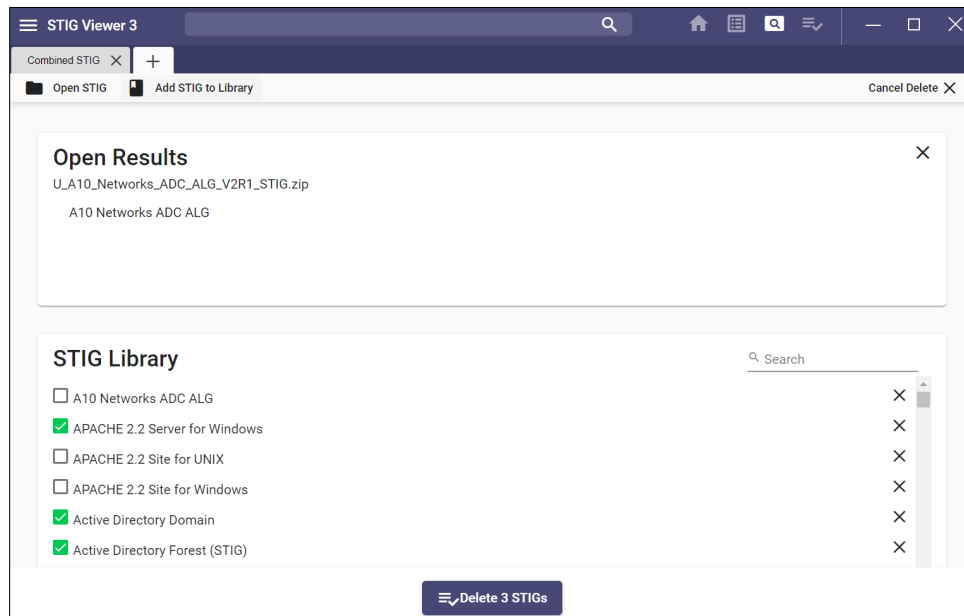 STIG Viewer 3
Combined STIG
Open STIG Add STIG to Library Cancel Delete
Open Results
U_A10_Networks_ADC_ALG_V2R1_STIG.zip
A10 Networks ADC ALG
STIG Library Search
A10 Networks ADC ALG
APACHE 2.2 Server for Windows
APACHE 2.2 Site for UNIX
APACHE 2.2 Site for Windows
Active Directory Domain
Active Directory Forest (STIG)
Delete 3 STIGs